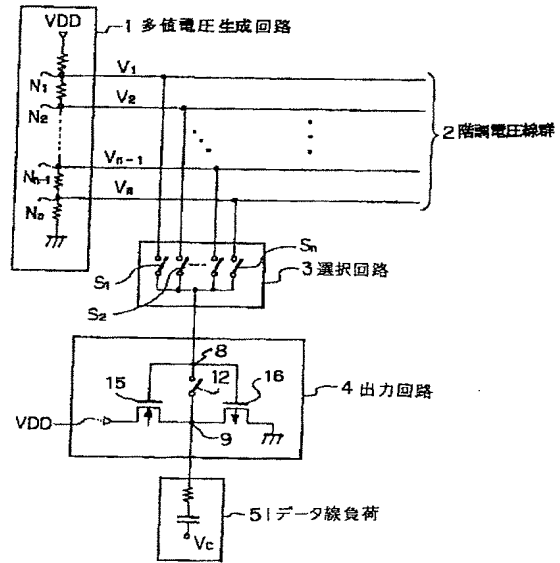 VDD
1 多値電圧生成回路
V1
N1
V2
N2
2階調電圧線群
Vn-1
Nn-1
Vn
Nn
Sn
S1
S2
3 選択回路
8
15
12
16
4 出力回路
VDD
9
51データ線負荷
Vc